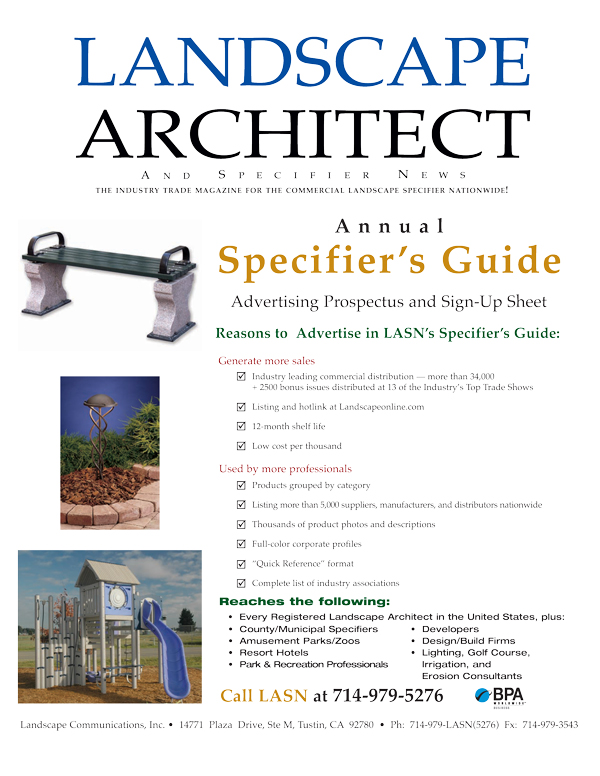 LANDSCAPE
ARCHITECT
And Specifier News
THE INDUSTRY TRADE MAGAZINE FOR THE COMMERCIAL LANDSCAPE SPECIFIER NATIONWIDE!
Annual
Specifier's Guide
Advertising Prospectus and Sign-Up Sheet
Reasons to Advertise in LASN's Specifier's Guide:
Generate more sales
☑ Industry leading commercial distribution — more than 34,000
+ 2500 bonus issues distributed at 13 of the Industry's Top Trade Shows
☑ Listing and hotlink at Landscapeonline.com
☑ 12-month shelf life
☑ Low cost per thousand
Used by more professionals
☑ Products grouped by category
☑ Listing more than 5,000 suppliers, manufacturers, and distributors nationwide
☑ Thousands of product photos and descriptions
☑ Full-color corporate profiles
☑ "Quick Reference" format
☑ Complete list of industry associations
Reaches the following:
• Every Registered Landscape Architect in the United States, plus:
• County/Municipal Specifiers
• Amusement Parks/Zoos
• Resort Hotels
• Park & Recreation Professionals
• Developers
• Design/Build Firms
• Lighting, Golf Course,
Irrigation, and
Erosion Consultants
Call LASN at 714-979-5276
BPA
WORLDWIDE
Landscape Communications, Inc. • 14771 Plaza Drive, Ste M, Tustin, CA 92780 • Ph: 714-979-LASN(5276) Fx: 714-979-3543